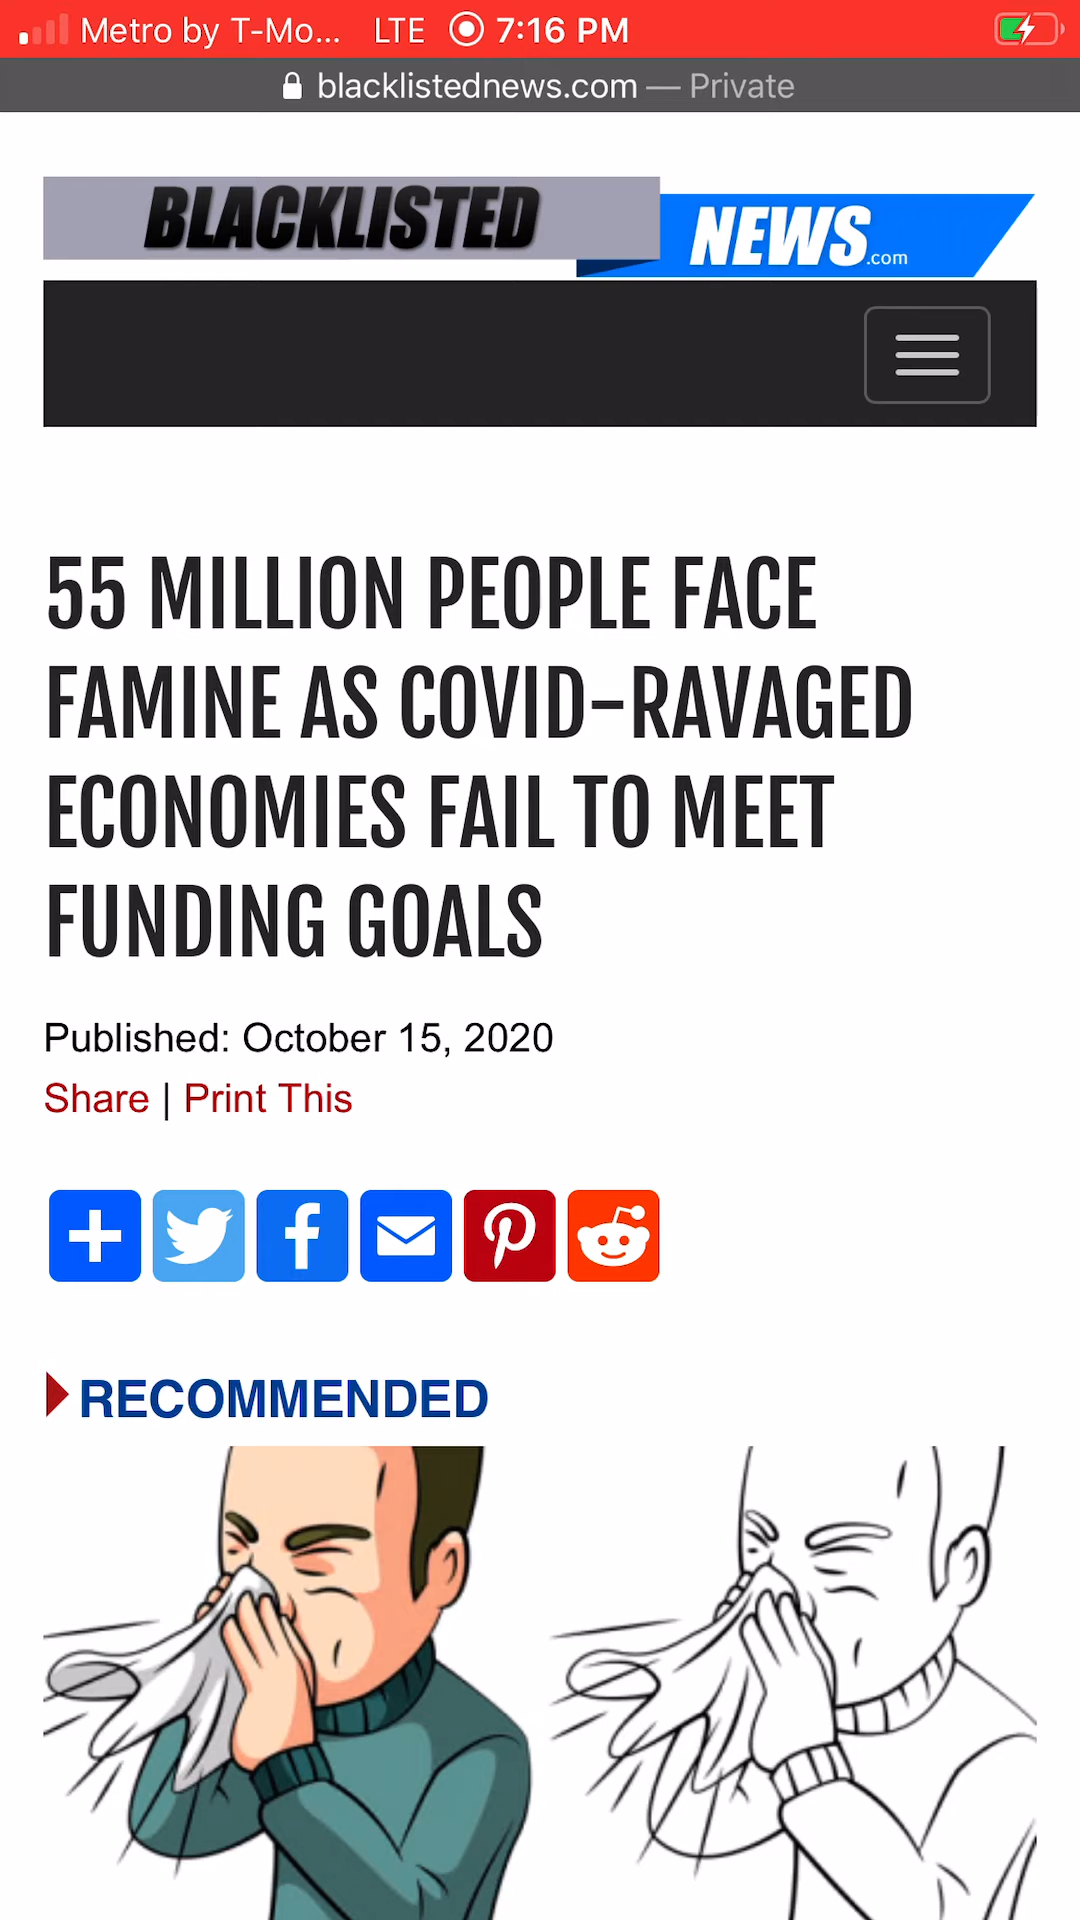 Metro by T-Mo... LTE 7:16 PM
blacklistednews.com — Private
BLACKLISTED
NEWS.com
55 MILLION PEOPLE FACE
FAMINE AS COVID-RAVAGED
ECONOMIES FAIL TO MEET
FUNDING GOALS
Published: October 15, 2020
Share | Print This
RECOMMENDED